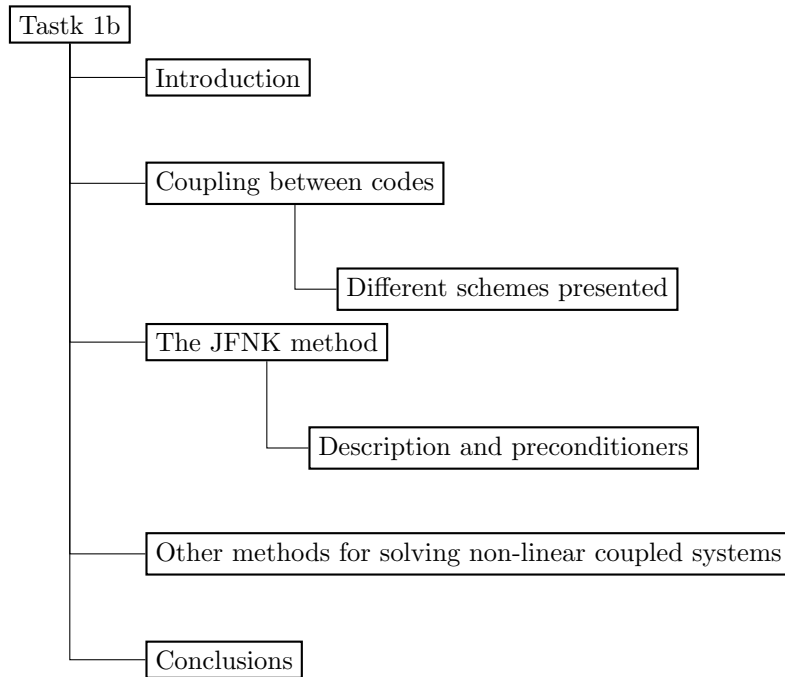 Tastk 1b
Introduction
Coupling between codes
Different schemes presented
The JFNK method
Description and preconditioners
Other methods for solving non-linear coupled systems
Conclusions